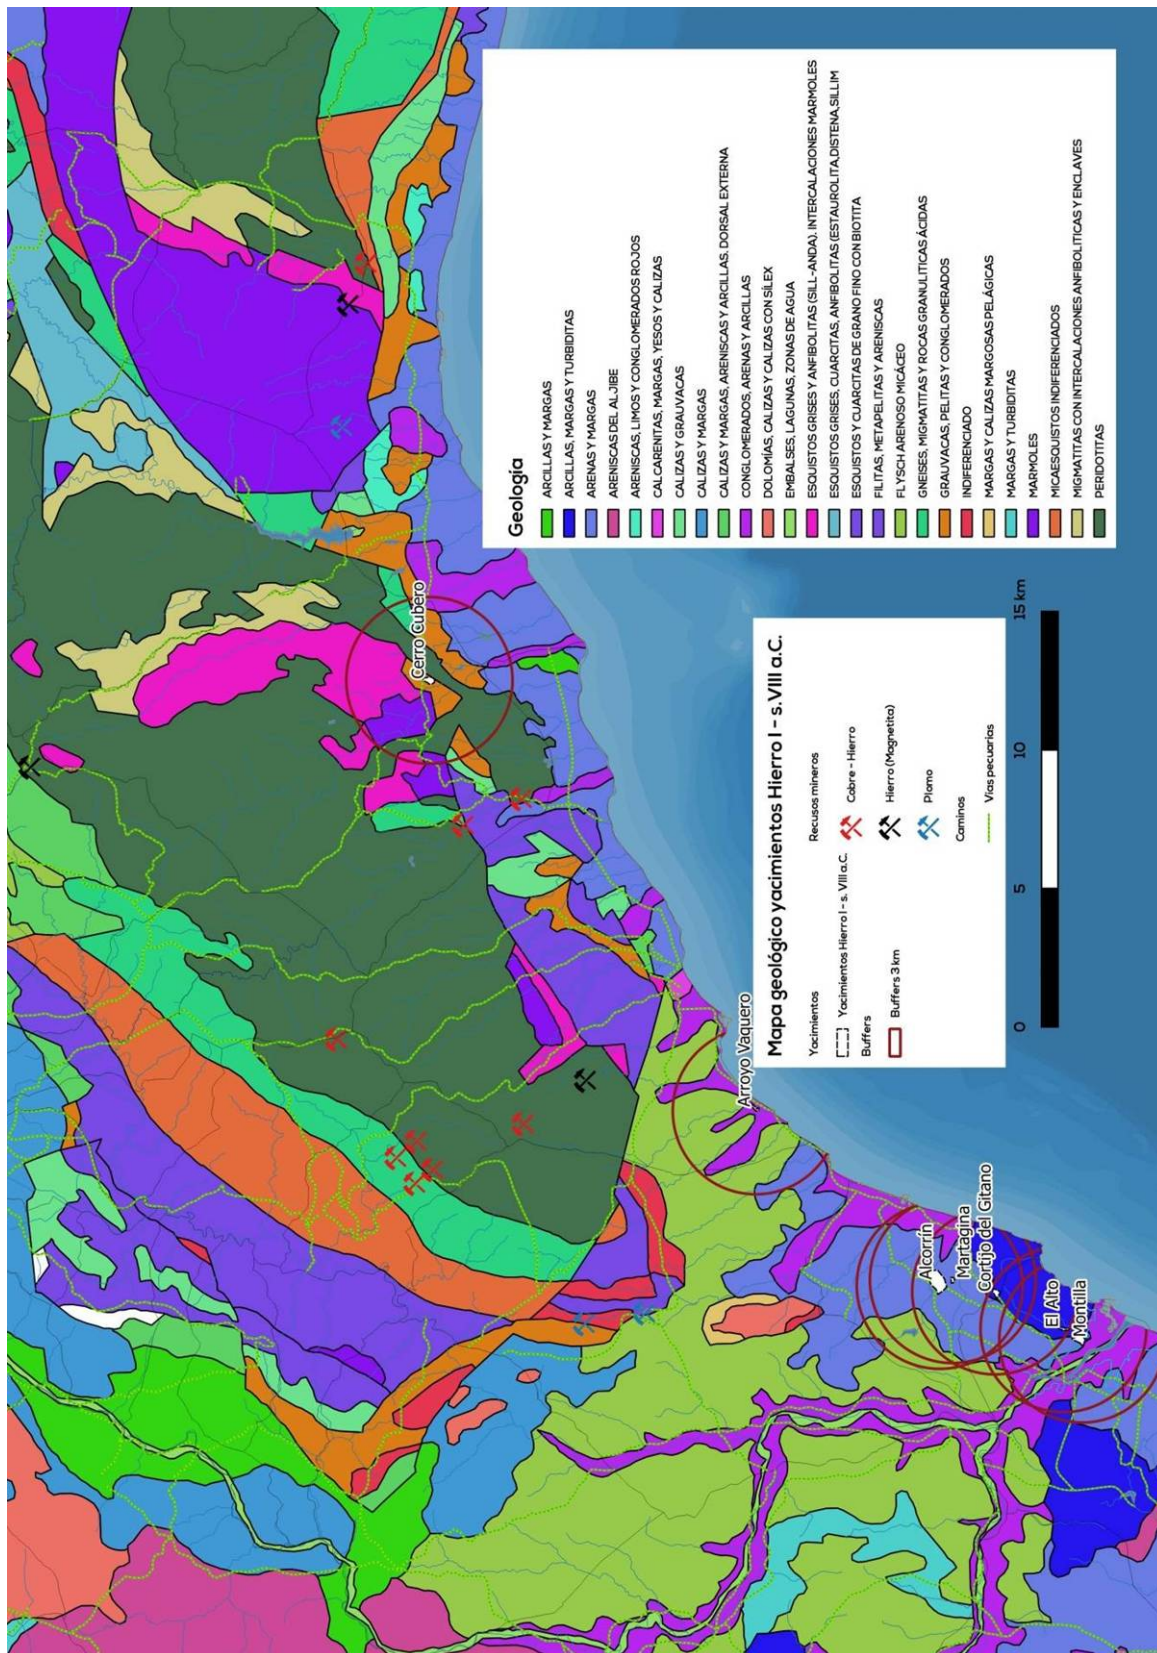 Geología
ARCILLAS Y MARGAS
ARCILLAS, MARGAS Y TURBIDITAS
ARENAS Y MARGAS
ARENISCAS DEL ALJIBE
ARENISCAS, LIMOS Y CONGLOMERADOS ROJOS
CALCARENITAS, MARGAS, YESOS Y CALIZAS
CALIZAS Y GRAUVACAS
CALIZAS Y MARGAS
CALIZAS Y MARGAS, ARENISCAS Y ARCILLAS, DORSAL EXTERNA
CONGLOMERADOS, ARENAS Y ARCILLAS
DOLOMÍAS, CALIZAS Y CALIZAS CON SÍLEX
EMBALSES, LAGUNAS, ZONAS DE AGUA
ESQUISTOS GRISES Y ANFIBOLITAS (SILL-ANDA). INTERCALACIONES MARMOLES
ESQUISTOS GRISES, CUARCITAS, ANFIBOLITAS (ESTAUROLITA,DISTENA,SILLIM
ESQUISTOS Y CUARCITAS DE GRANO FINO CON BIOTITA
FILITAS, METAPELITAS Y ARENISCAS
FLYSCH ARENOSO MICÁCEO
GNEISES, MIGMATITAS Y ROCAS GRANULITICAS ÁCIDAS
GRAUVACAS, PELITAS Y CONGLOMERADOS
INDIFERENCIADO
MARGAS Y CALIZAS MARGOSAS PELÁGICAS
MARGAS Y TURBIDITAS
MARMOLES
MICAESQUISTOS INDIFERENCIADOS
MIGMATITAS CON INTERCALACIONES ANFIBOLITICAS Y ENCLAVES
PERIDOTITAS
Cerro Cubero
Arroyo Vaquero
Alcorrín
Martagina
Cortijo del Gitano
El Alto
Montilla
Mapa geológico yacimientos Hierro I - s.VIII a.C.
Yacimientos
Yacimientos Hierro I - s. VIII a.C.
Buffers
Buffers 3 km
Recusos mineros
Cobre - Hierro
Hierro (Magnetita)
Plomo
Caminos
Vías pecuarias
0
5
10
15 km